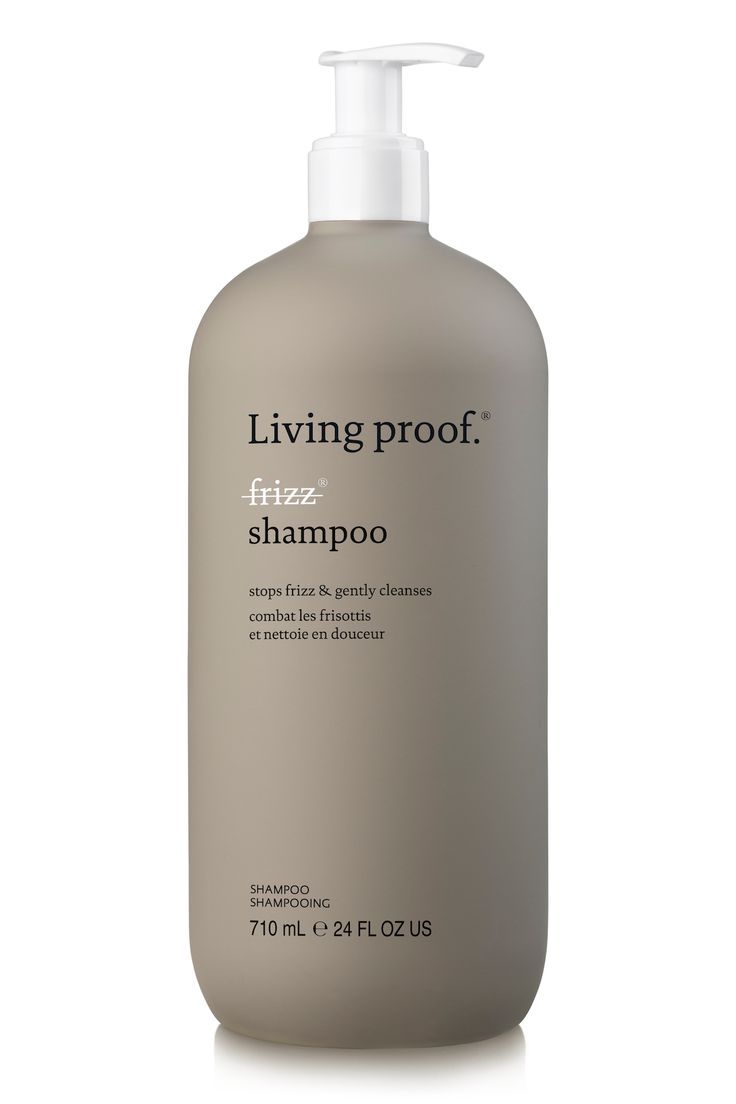 Living proof.®
frizz®
shampoo
stops frizz & gently cleanses
combat les frisottis
et nettoie en douceur
SHAMPOO
SHAMPOOING
710 mL ℮ 24 FL OZ US